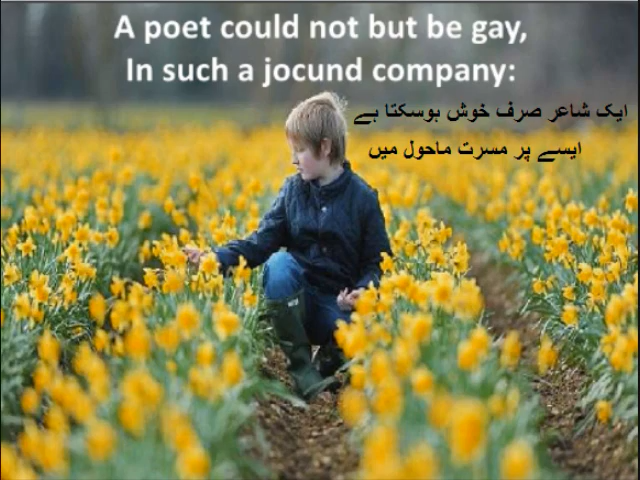 A poet could not but be gay,
In such a jocund company:
ایک شاعر صرف خوش ہوسکتا ہے
ایسے پر مسرت ماحول میں